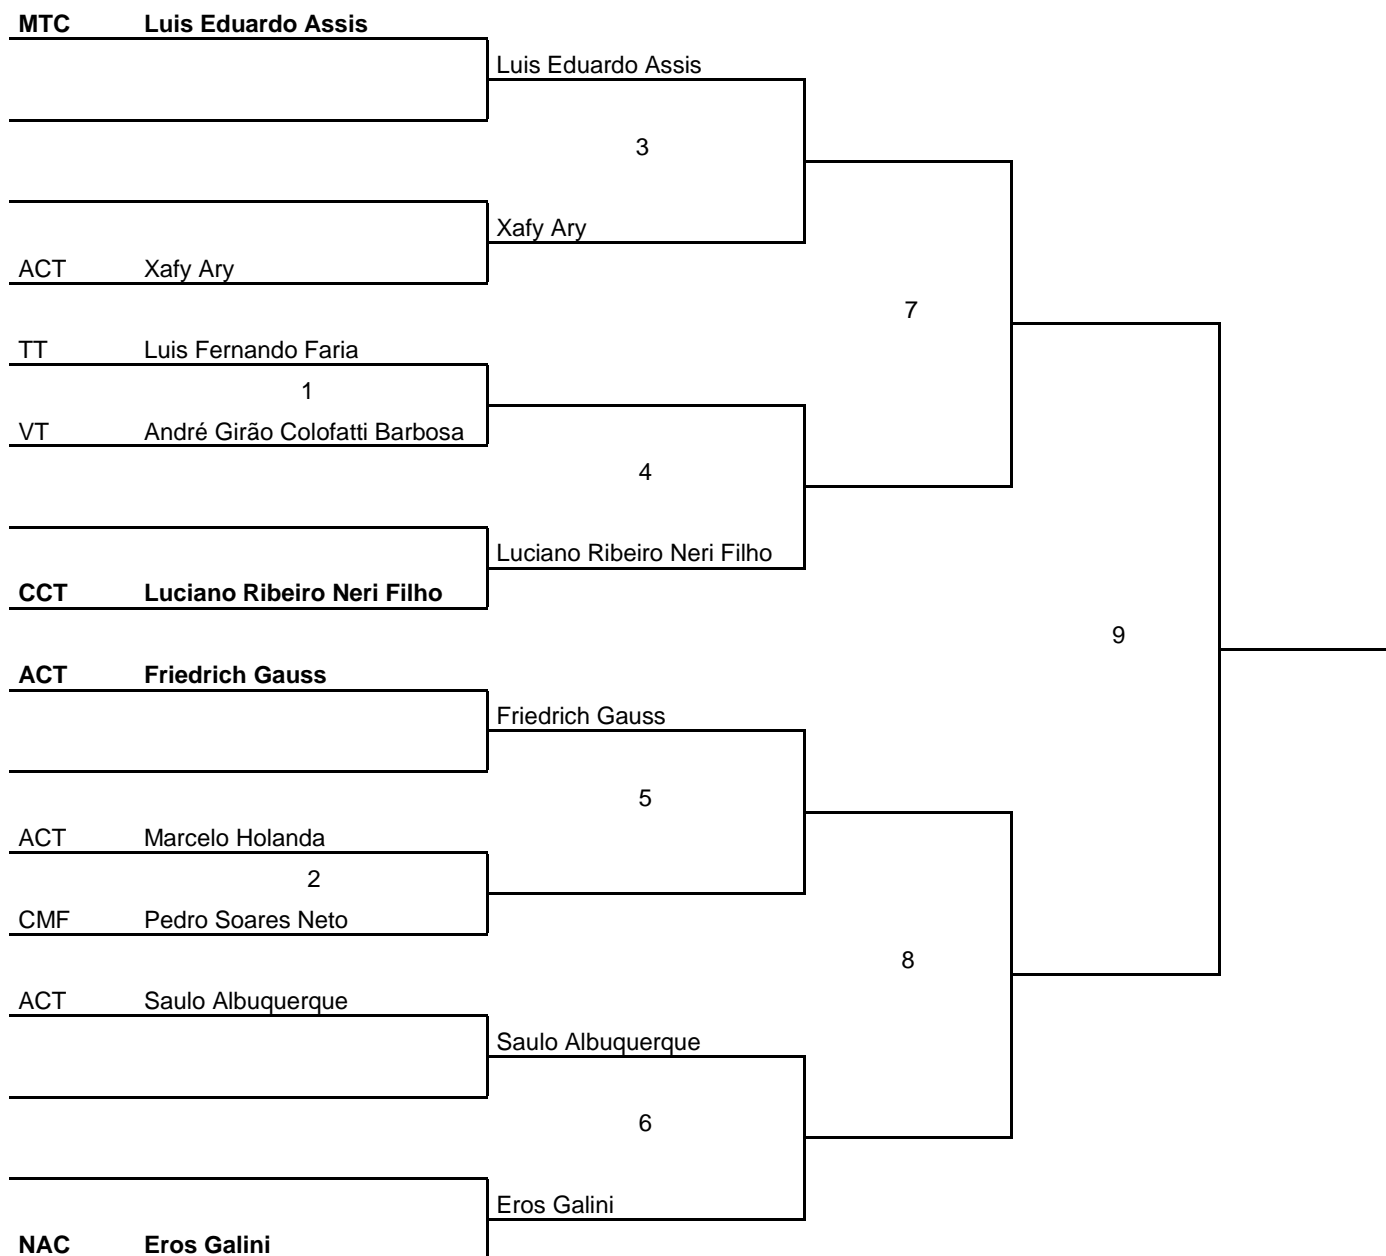 MTC Luis Eduardo Assis
Luis Eduardo Assis
3
Xafy Ary
ACT Xafy Ary
7
TT Luis Fernando Faria
1
VT André Girão Colofatti Barbosa
4
Luciano Ribeiro Neri Filho
CCT Luciano Ribeiro Neri Filho
9
ACT Friedrich Gauss
Friedrich Gauss
5
ACT Marcelo Holanda
2
CMF Pedro Soares Neto
8
ACT Saulo Albuquerque
Saulo Albuquerque
6
Eros Galini
NAC Eros Galini